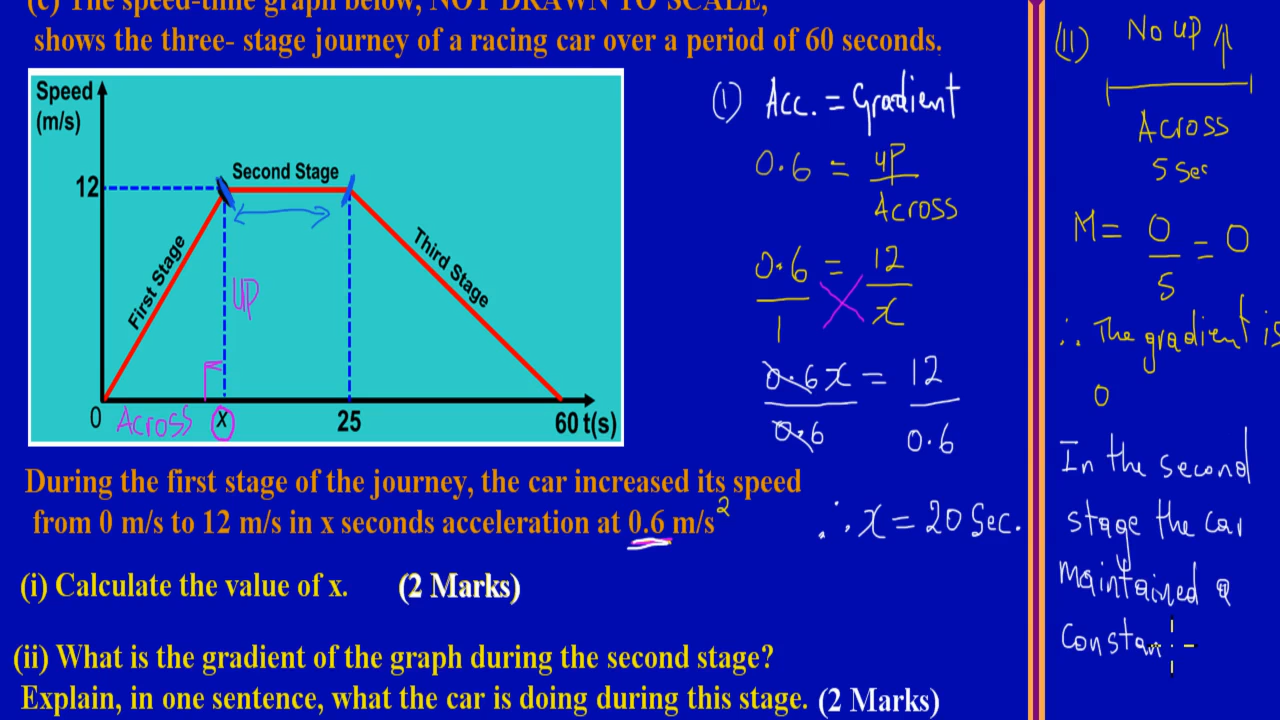 (c) The speed-time graph below, NOT DRAWN TO SCALE,
shows the three- stage journey of a racing car over a period of 60 seconds.
Speed
(m/s)
12
Second Stage
First Stage
Third Stage
UP
0
Across
x
25
60 t(s)
During the first stage of the journey, the car increased its speed
from 0 m/s to 12 m/s in x seconds acceleration at 0.6 m/s²
(i) Calculate the value of x. (2 Marks)
(ii) What is the gradient of the graph during the second stage?
Explain, in one sentence, what the car is doing during this stage. (2 Marks)
(1) Acc. = Gradient
0.6 = UP / Across
0.6 / 1 = 12 / x
0.6x / 0.6 = 12 / 0.6
∴ x = 20 Sec.
(11) No UP
Across
5 Sec
M = 0 / 5 = 0
∴ The gradient is
0
In the second
stage the car
maintained a
constan